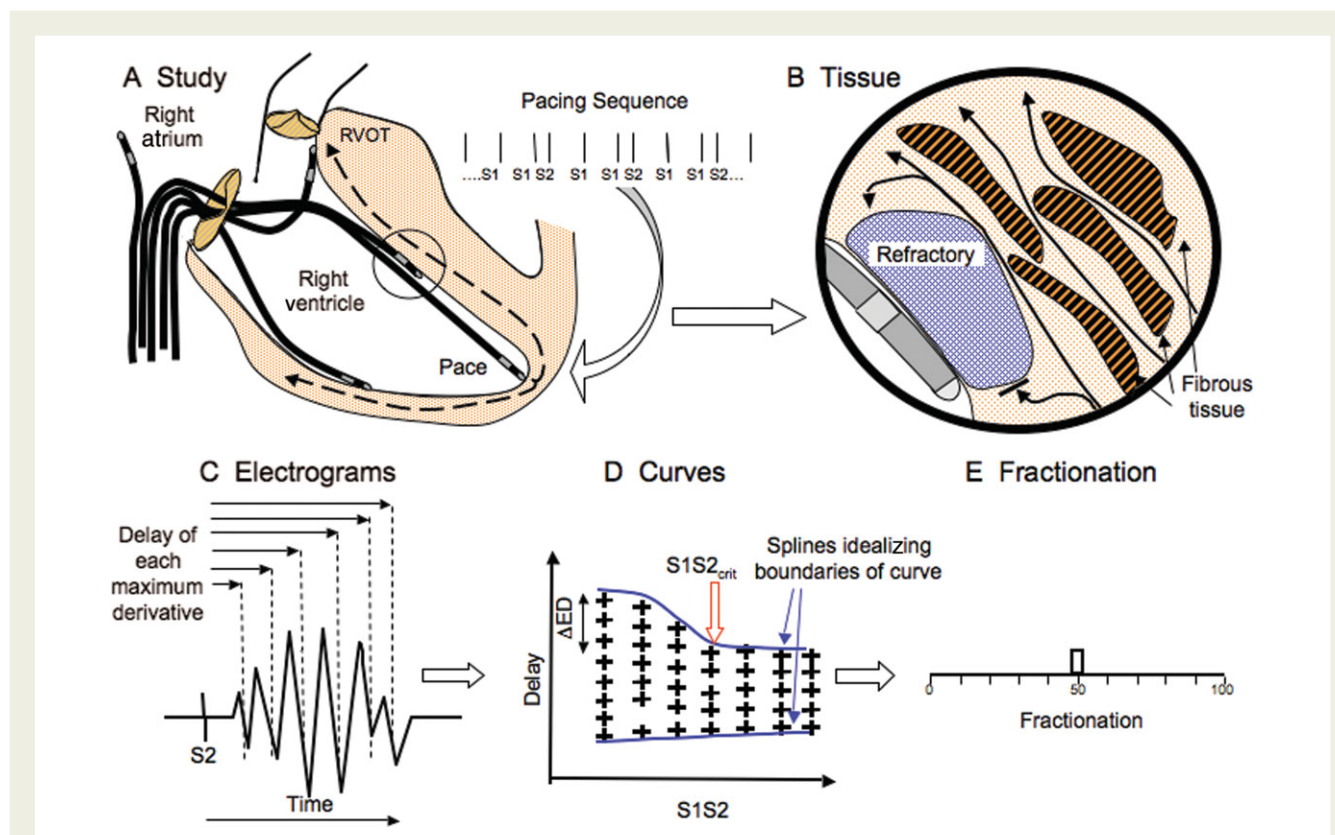 A Study
Right
atrium
RVOT
Pacing Sequence
....S1 S1 S2 S1 S1 S2 S1 S1 S2...
Right
ventricle
Pace
B Tissue
Refractory
Fibrous
tissue
C Electrograms
Delay of
each
maximum
derivative
S2
Time
D Curves
S1S2crit
Splines idealizing
boundaries of curve
ΔED
Delay
S1S2
E Fractionation
0 50 100
Fractionation